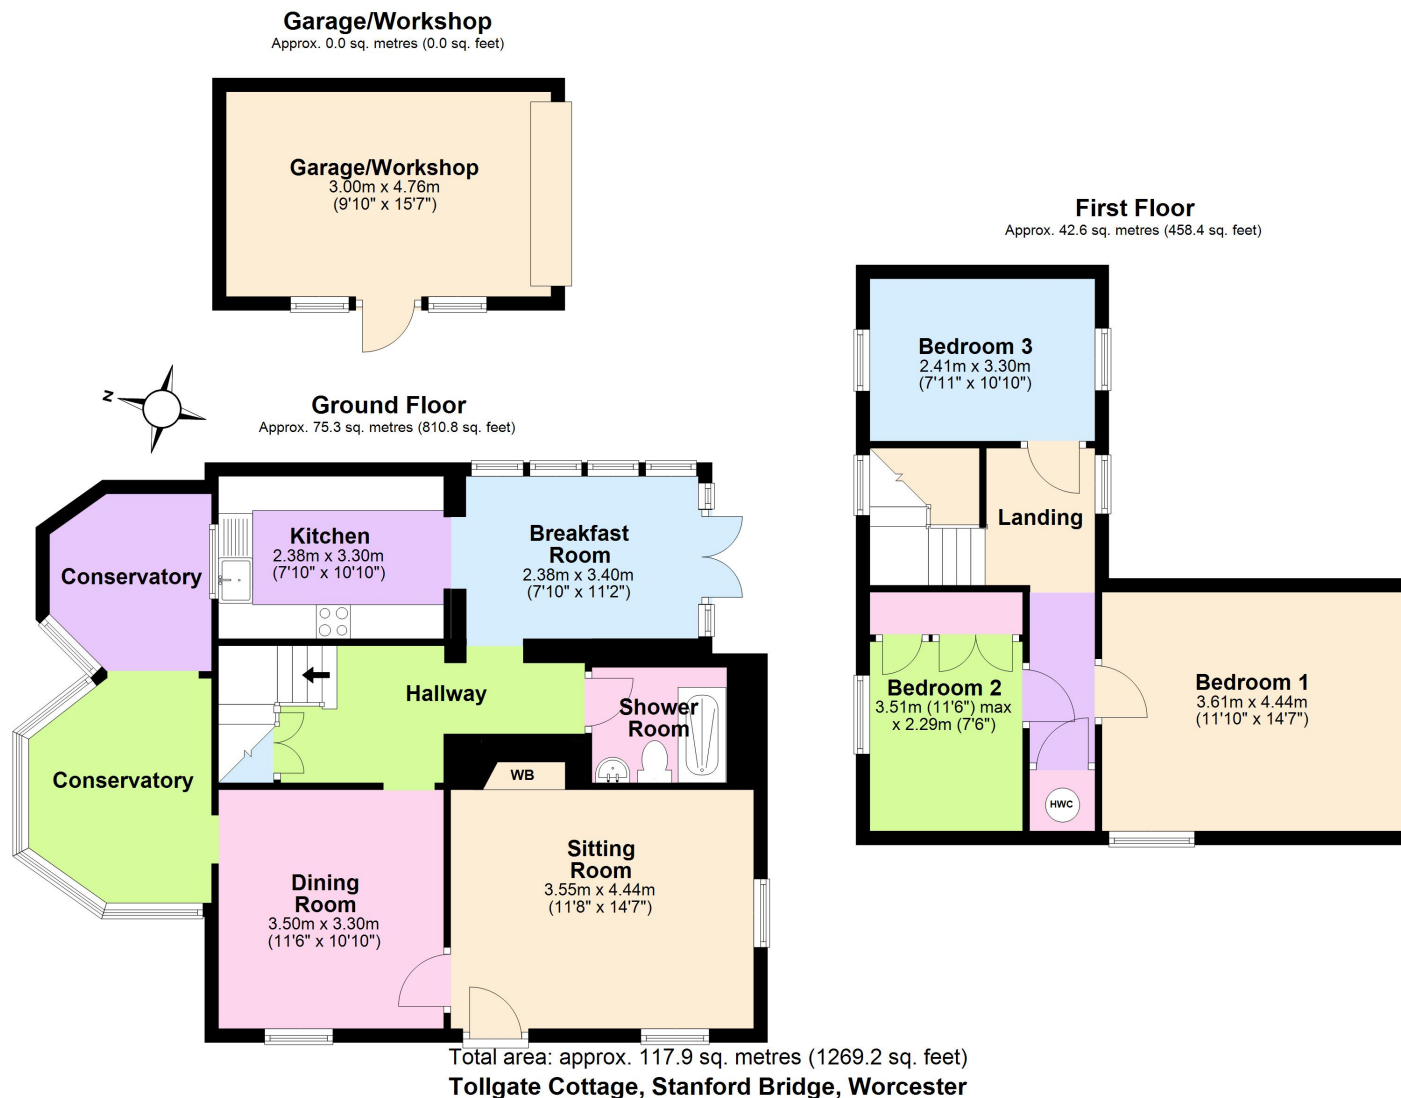 Garage/Workshop
Approx. 0.0 sq. metres (0.0 sq. feet)
Garage/Workshop
3.00m x 4.76m
(9'10" x 15'7")
First Floor
Approx. 42.6 sq. metres (458.4 sq. feet)
Bedroom 3
2.41m x 3.30m
(7'11" x 10'10")
Landing
Bedroom 2
3.51m (11'6") max
x 2.29m (7'6")
Bedroom 1
3.61m x 4.44m
(11'10" x 14'7")
HWC
N
Ground Floor
Approx. 75.3 sq. metres (810.8 sq. feet)
Kitchen
2.38m x 3.30m
(7'10" x 10'10")
Breakfast
Room
2.38m x 3.40m
(7'10" x 11'2")
Conservatory
Hallway
Shower
Room
Conservatory
WB
Dining
Room
3.50m x 3.30m
(11'6" x 10'10")
Sitting
Room
3.55m x 4.44m
(11'8" x 14'7")
Total area: approx. 117.9 sq. metres (1269.2 sq. feet)
Tollgate Cottage, Stanford Bridge, Worcester